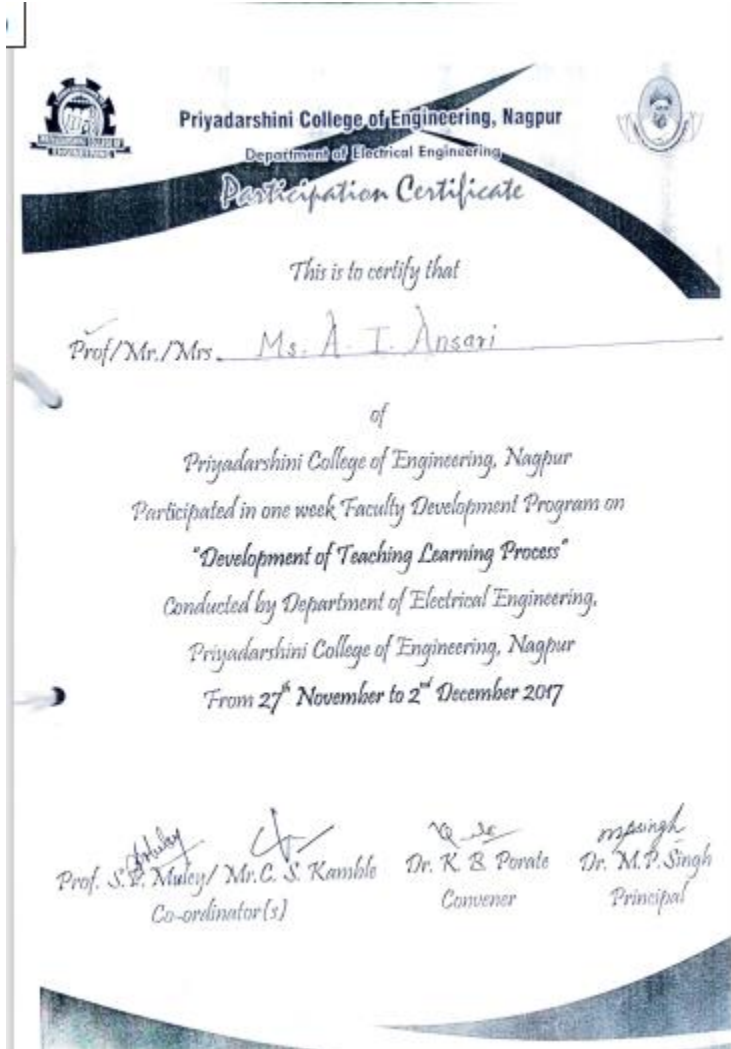 Priyadarshini College of Engineering, Nagpur
Department of Electrical Engineering
Participation Certificate
This is to certify that
Prof/Mr./Mrs. Ms. A. I. Ansari
of
Priyadarshini College of Engineering, Nagpur
Participated in one week Faculty Development Program on
"Development of Teaching Learning Process"
Conducted by Department of Electrical Engineering,
Priyadarshini College of Engineering, Nagpur
From 27th November to 2nd December 2017
mpsingh
Prof. S. Muley/ Mr.C. S. Kamble Dr. K. B. Porate Dr. M.P. Singh
Co-ordinator(s) Convener Principal